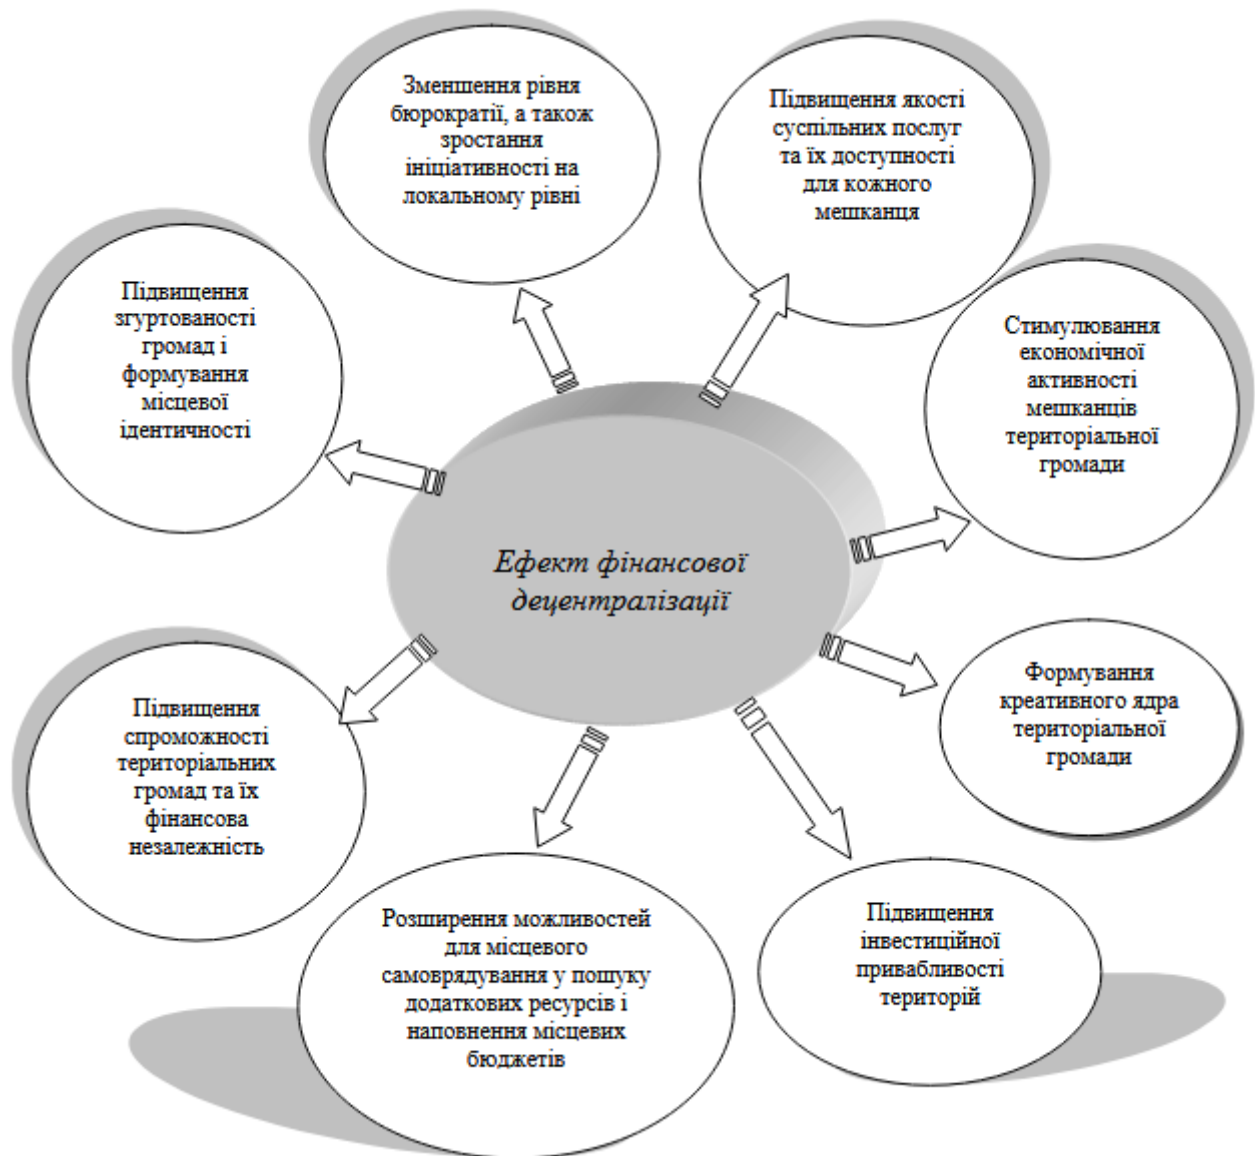 Зменшення рівня
бюрократії, а також
зростання
ініціативності на
локальному рівні
Підвищення якості
суспільних послуг
та їх доступності
для кожного
мешканця
Підвищення
згуртованості
громад і
формування
місцевої
ідентичності
Стимулювання
економічної
активності
мешканців
територіальної
громади
Ефект фінансової
децентралізації
Підвищення
спроможності
територіальних
громад та їх
фінансова
незалежність
Формування
креативного ядра
територіальної
громади
Розширення можливостей
для місцевого
самоврядування у пошуку
додаткових ресурсів і
наповнення місцевих
бюджетів
Підвищення
інвестиційної
привабливості
територій